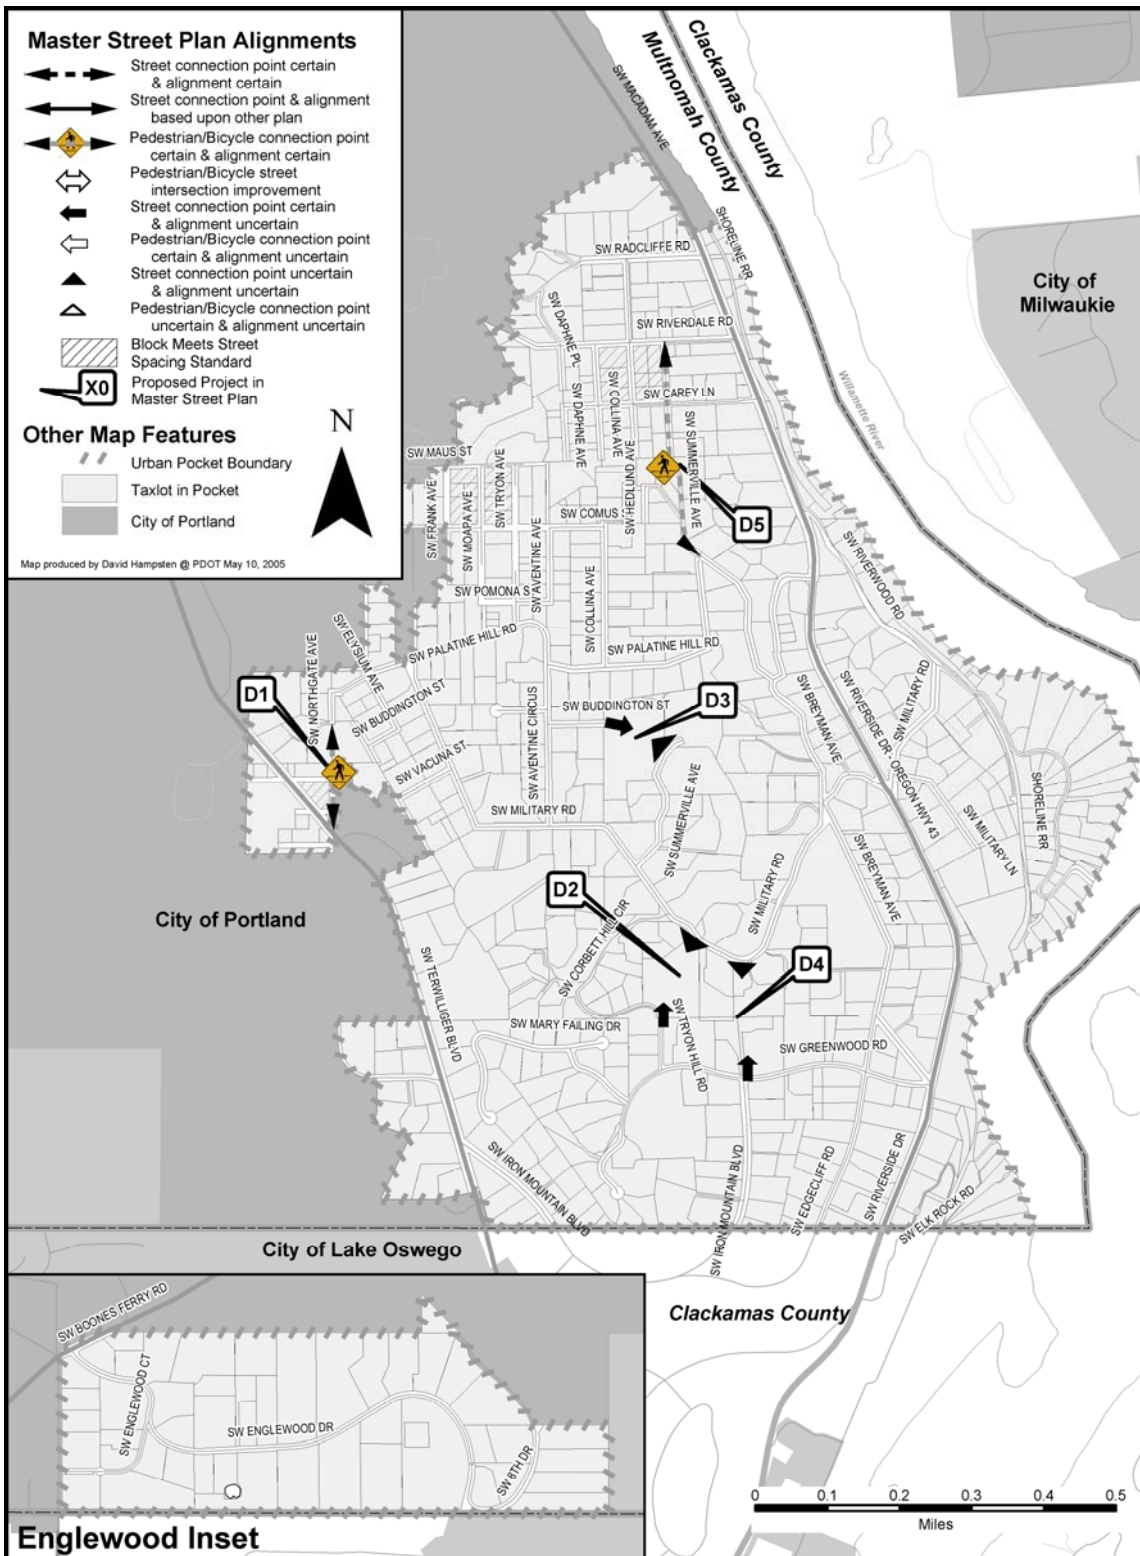 Master Street Plan Alignments
Street connection point certain
& alignment certain
Street connection point & alignment
based upon other plan
Pedestrian/Bicycle connection point
certain & alignment certain
Pedestrian/Bicycle street
intersection improvement
Street connection point certain
& alignment uncertain
Pedestrian/Bicycle connection point
certain & alignment uncertain
Street connection point uncertain
& alignment uncertain
Pedestrian/Bicycle connection point
uncertain & alignment uncertain
Block Meets Street
Spacing Standard
X0
Proposed Project in
Master Street Plan
Other Map Features
N
Urban Pocket Boundary
Taxlot in Pocket
City of Portland
Map produced by David Hampsten @ PDOT May 10, 2005
Clackamas County
Multnomah County
SW MACADAM AVE
SHORELINE RR
SW RADCLIFFE RD
City of
Milwaukie
SW DAPHNE PL
SW RIVERDALE RD
Willamette River
SW CAREY LN
SW DAPHNE AVE
SW COLLINA AVE
SW HEDLUND AVE
SW SUMMERVILLE AVE
SW MAUS ST
SW FRANK AVE
SW MOAPA AVE
SW TRYON AVE
SW COMUS S
D5
SW AVENTINE AVE
SW RIVERWOOD RD
SW POMONA S
SW COLLINA AVE
SW PALATINE HILL RD
SW PALATINE HILL RD
SW ELYSIUM AVE
SW NORTHGATE AVE
D1
SW BUDDINGTON ST
SW BUDDINGTON ST
D3
SW VACUNA ST
SW AVENTINE CIRCUS
SW BREYMAN AVE
SW RIVERSIDE DR - OREGON HWY 43
SW MILITARY RD
SHORELINE RR
SW MILITARY RD
SW SUMMERVILLE AVE
SW MILITARY LN
SW BREYMAN AVE
SW MILITARY RD
D2
City of Portland
SW CORBETT HILL CIR
SW TERWILLIGER BLVD
D4
SW MARY FAILING DR
SW TRYON HILL RD
SW GREENWOOD RD
SW IRON MOUNTAIN BLVD
SW IRON MOUNTAIN BLVD
SW EDGECLIFF RD
SW RIVERSIDE DR
SW ELK ROCK RD
City of Lake Oswego
Clackamas County
SW BOONES FERRY RD
SW ENGLEWOOD CT
SW ENGLEWOOD DR
SW 8TH DR
Englewood Inset
0 0.1 0.2 0.3 0.4 0.5
Miles